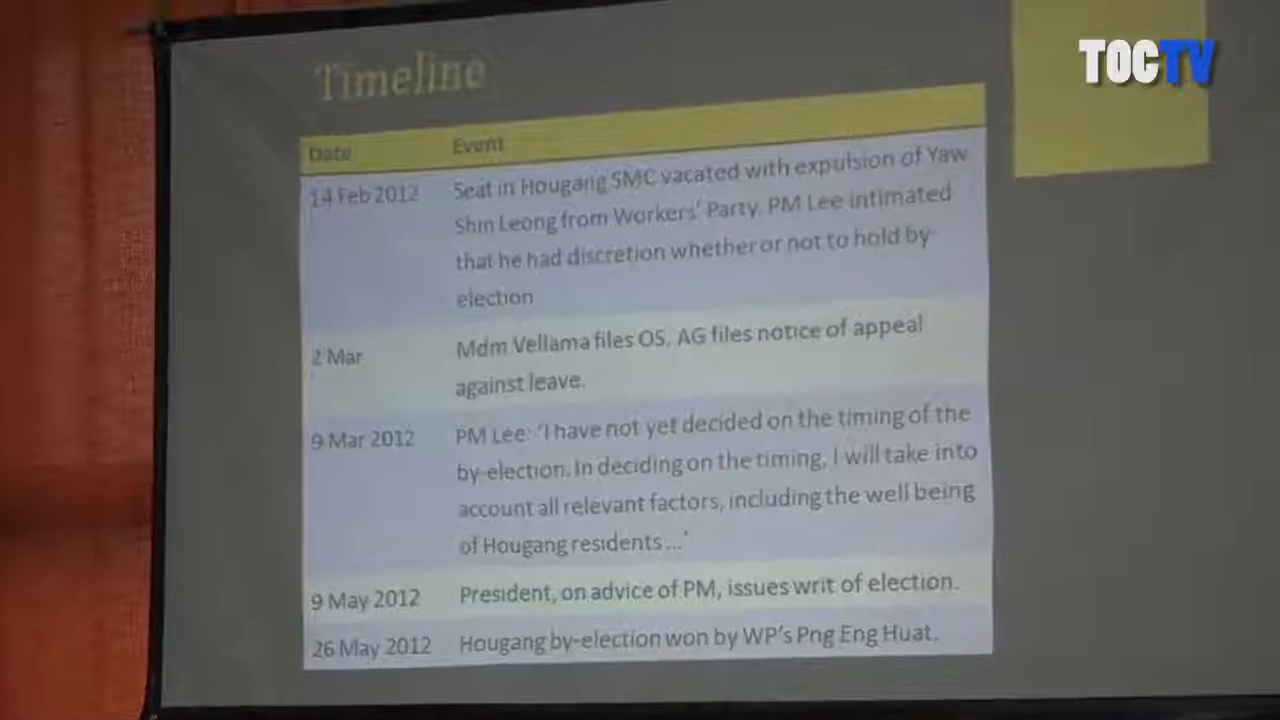 TOCTV
Timeline
Date Event
14 Feb 2012 Seat in Hougang SMC vacated with expulsion of Yaw
Shin Leong from Workers' Party. PM Lee intimated
that he had discretion whether or not to hold by-
election
2 Mar Mdm Vellama files OS. AG files notice of appeal
against leave.
9 Mar 2012 PM Lee: 'I have not yet decided on the timing of the
by-election. In deciding on the timing, I will take into
account all relevant factors, including the well being
of Hougang residents ...'
9 May 2012 President, on advice of PM, issues writ of election.
26 May 2012 Hougang by-election won by WP's Png Eng Huat.